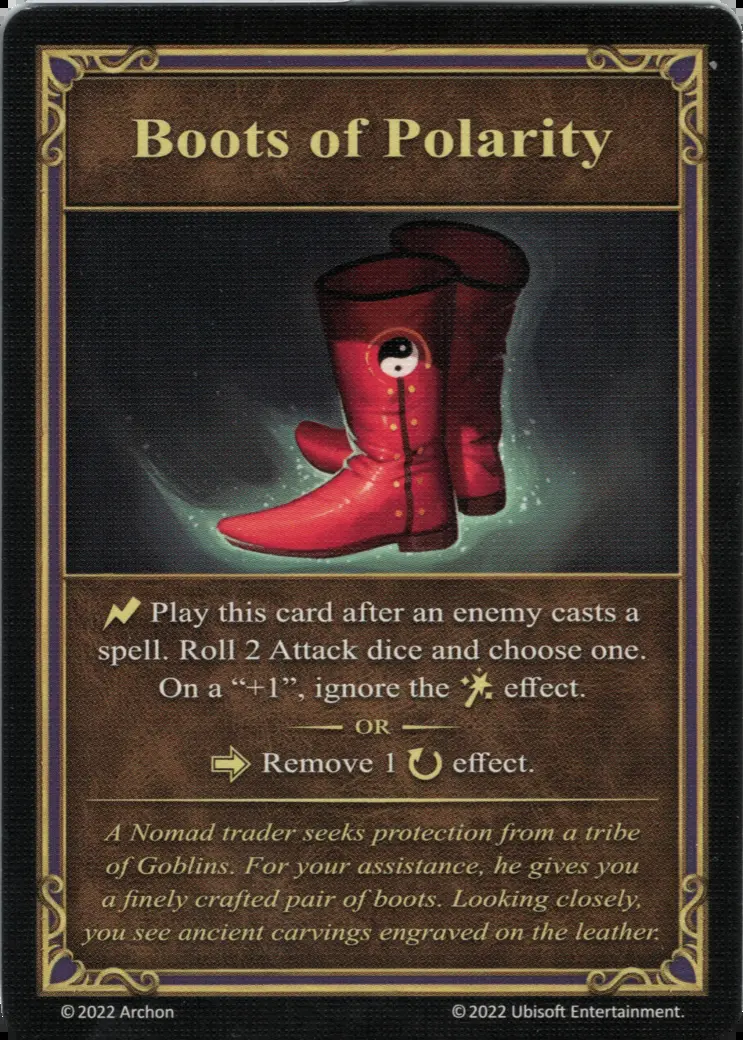 Boots of Polarity
Play this card after an enemy casts a
spell. Roll 2 Attack dice and choose one.
On a “+1”, ignore the effect.
OR
Remove 1 effect.
A Nomad trader seeks protection from a tribe
of Goblins. For your assistance, he gives you
a finely crafted pair of boots. Looking closely,
you see ancient carvings engraved on the leather.
© 2022 Archon
© 2022 Ubisoft Entertainment.